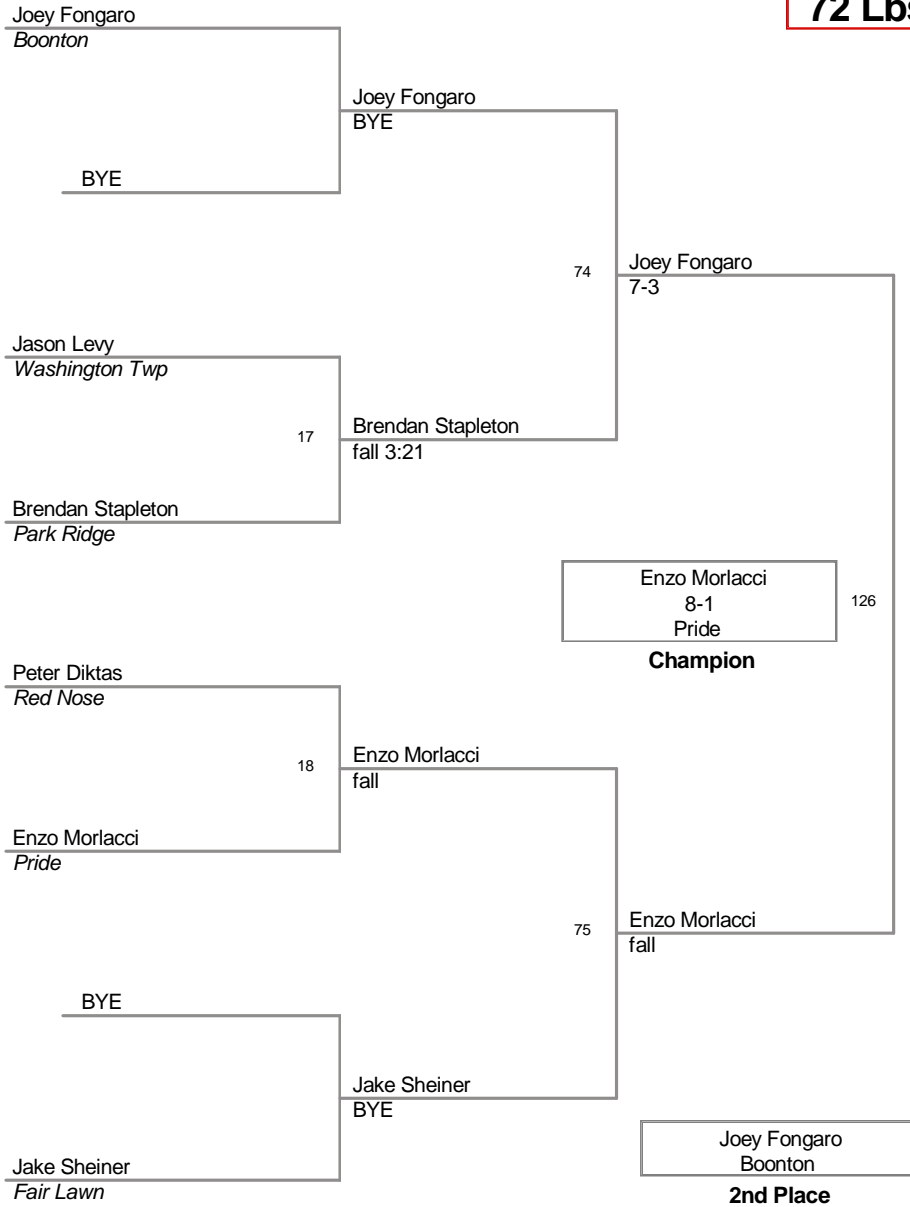 72 Lbs
Joey Fongaro
Boonton
Joey Fongaro
BYE
BYE
74
Joey Fongaro
7-3
Jason Levy
Washington Twp
17
Brendan Stapleton
fall 3:21
Brendan Stapleton
Park Ridge
Enzo Morlacci
8-1
Pride
126
Champion
Peter Diktas
Red Nose
18
Enzo Morlacci
fall
Enzo Morlacci
Pride
75
Enzo Morlacci
fall
BYE
Jake Sheiner
BYE
Jake Sheiner
Fair Lawn
Joey Fongaro
Boonton
2nd Place